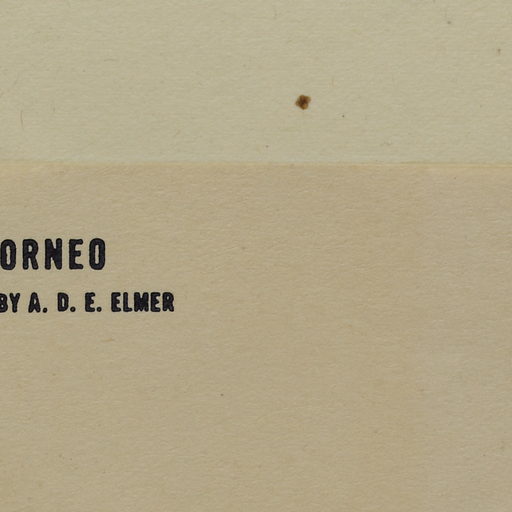 ORNEO
BY A. D. E. ELMER